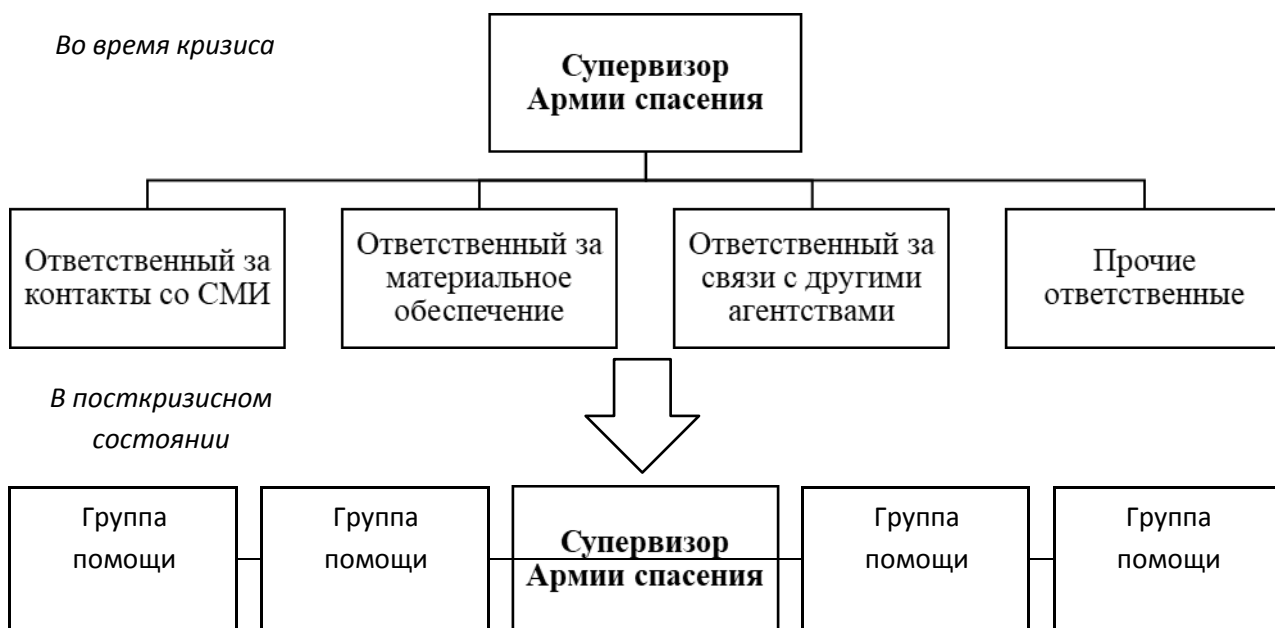 Во время кризиса
Супервизор
Армии спасения
Ответственный за
контакты со СМИ
Ответственный за
материальное
обеспечение
Ответственный за
связи с другими
агентствами
Прочие
ответственные
В посткризисном
состоянии
Группа
помощи
Группа
помощи
Супервизор
Армии спасения
Группа
помощи
Группа
помощи